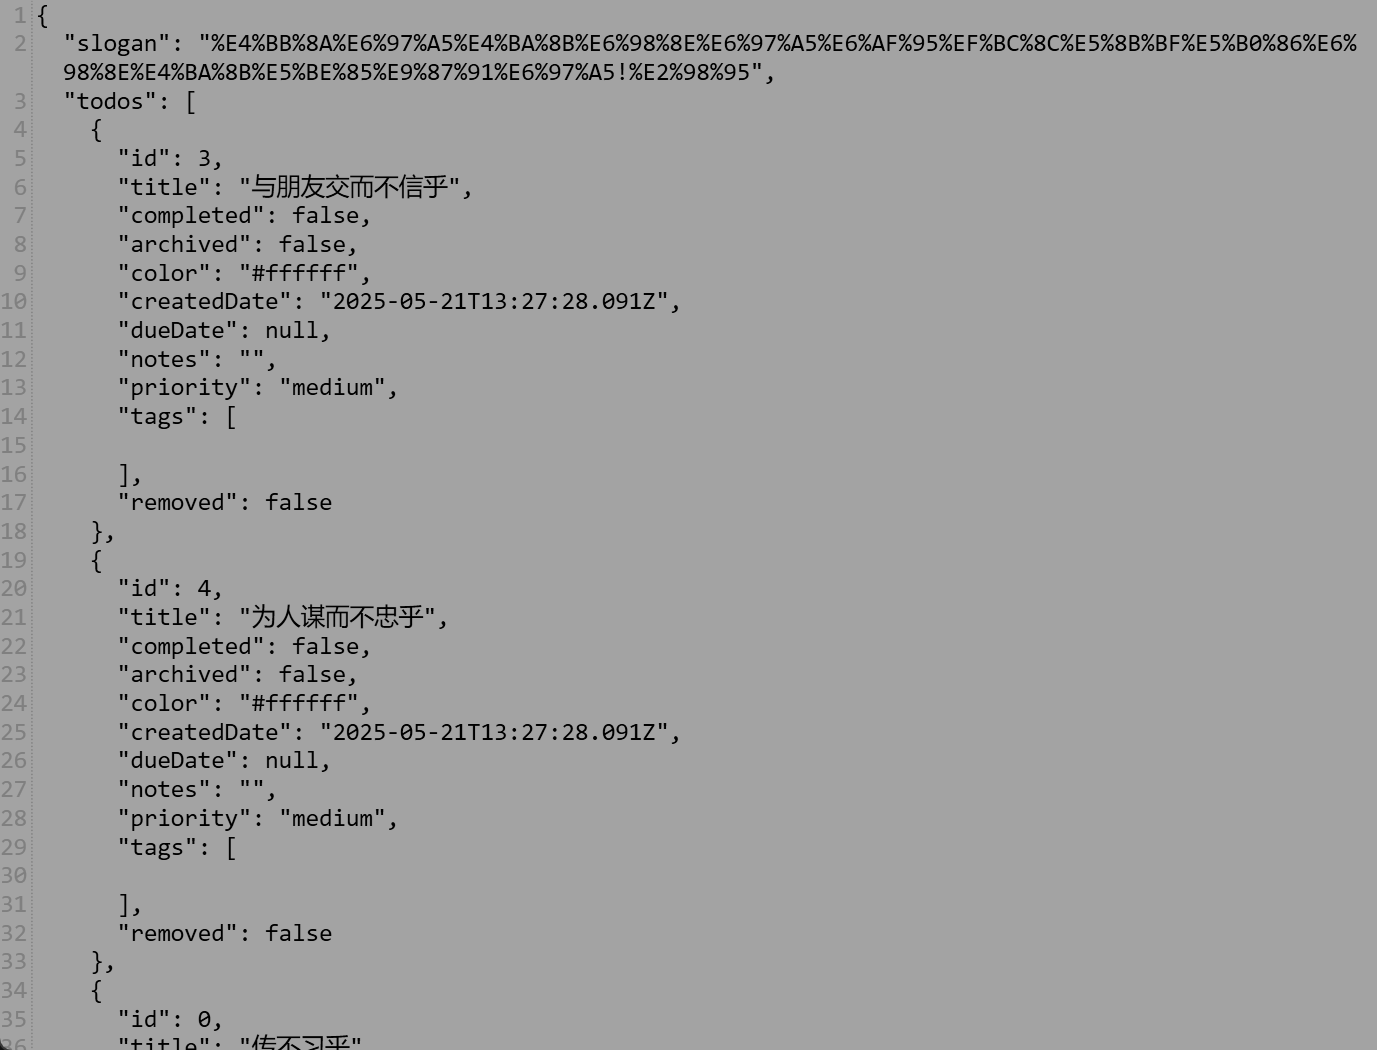 1 {
2 "slogan": "%E4%BB%8A%E6%97%A5%E4%BA%8B%E6%98%8E%E6%97%A5%E6%AF%95%EF%BC%8C%E5%8B%BF%E5%B0%86%E6%
98%8E%E4%BA%8B%E5%BE%85%E9%87%91%E6%97%A5!%E2%98%95",
3 "todos": [
4 {
5 "id": 3,
6 "title": "与朋友交而不信乎",
7 "completed": false,
8 "archived": false,
9 "color": "#ffffff",
10 "createdDate": "2025-05-21T13:27:28.091Z",
11 "dueDate": null,
12 "notes": "",
13 "priority": "medium",
14 "tags": [
15
16 ],
17 "removed": false
18 },
19 {
20 "id": 4,
21 "title": "为人谋而不忠乎",
22 "completed": false,
23 "archived": false,
24 "color": "#ffffff",
25 "createdDate": "2025-05-21T13:27:28.091Z",
26 "dueDate": null,
27 "notes": "",
28 "priority": "medium",
29 "tags": [
30
31 ],
32 "removed": false
33 },
34 {
35 "id": 0,
36 "title": "传不习乎"